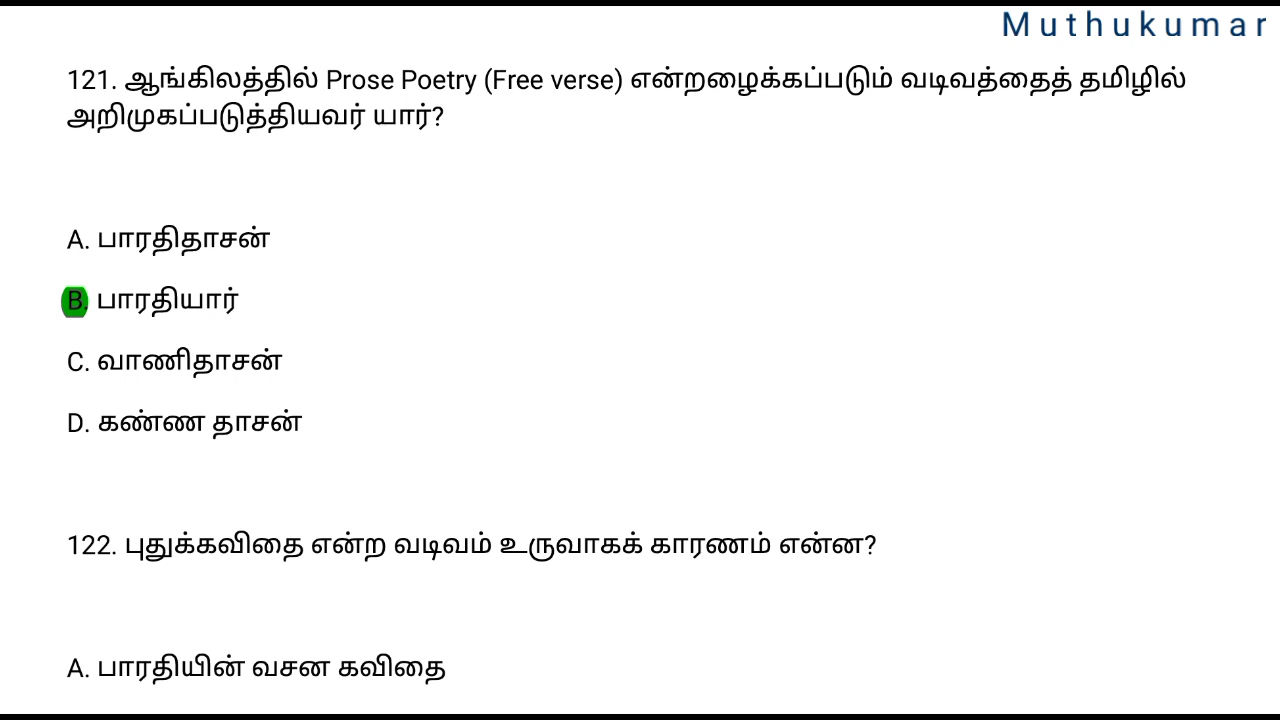 Muthukumar
121. ஆங்கிலத்தில் Prose Poetry (Free verse) என்றழைக்கப்படும் வடிவத்தைத் தமிழில்
அறிமுகப்படுத்தியவர் யார்?
A. பாரதிதாசன்
B. பாரதியார்
C. வாணிதாசன்
D. கண்ண தாசன்
122. புதுக்கவிதை என்ற வடிவம் உருவாகக் காரணம் என்ன?
A. பாரதியின் வசன கவிதை